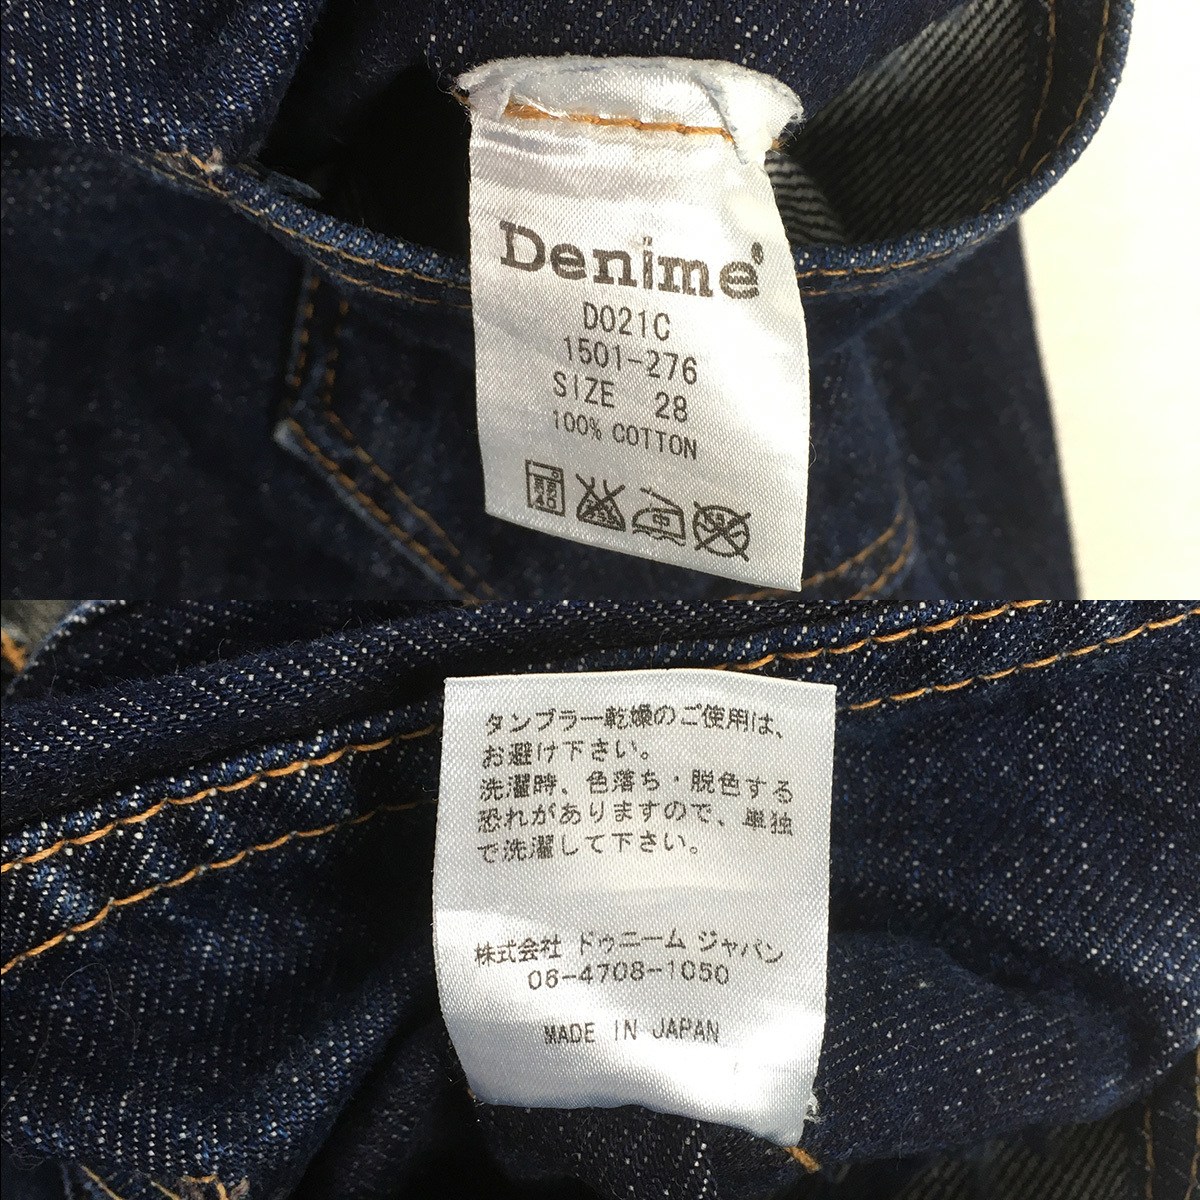 Denime®
D021C
1501-276
SIZE 28
100% COTTON
40
中
タンブラー乾燥のご使用は、
お避け下さい。
洗濯時、色落ち・脱色する
恐れがありますので、単独
で洗濯して下さい。
株式会社 ドゥニーム ジャパン
06-4708-1050
MADE IN JAPAN